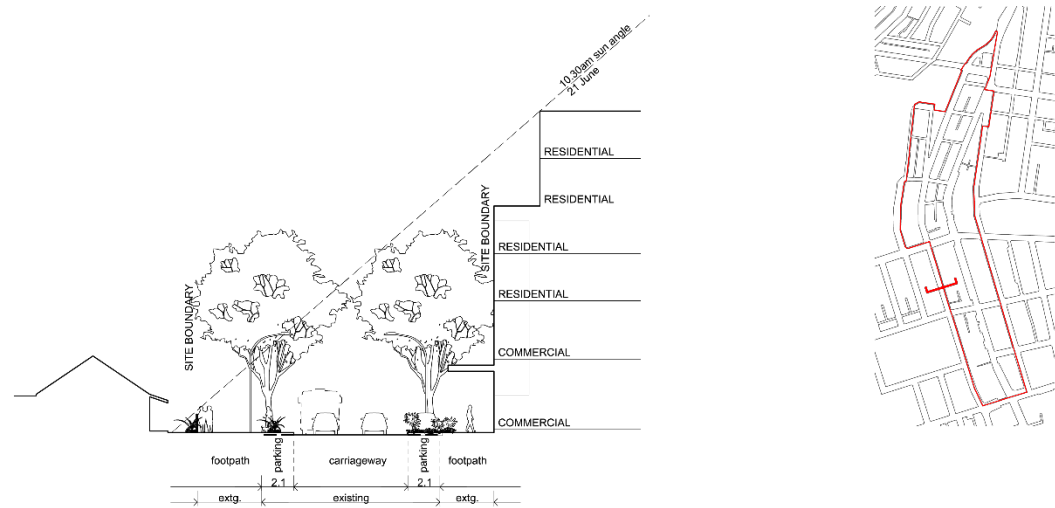 10.30am sun angle
21 June
RESIDENTIAL
RESIDENTIAL
SITE BOUNDARY
RESIDENTIAL
RESIDENTIAL
SITE BOUNDARY
COMMERCIAL
COMMERCIAL
footpath
parking
carriageway
parking
footpath
2.1
2.1
extg.
existing
extg.